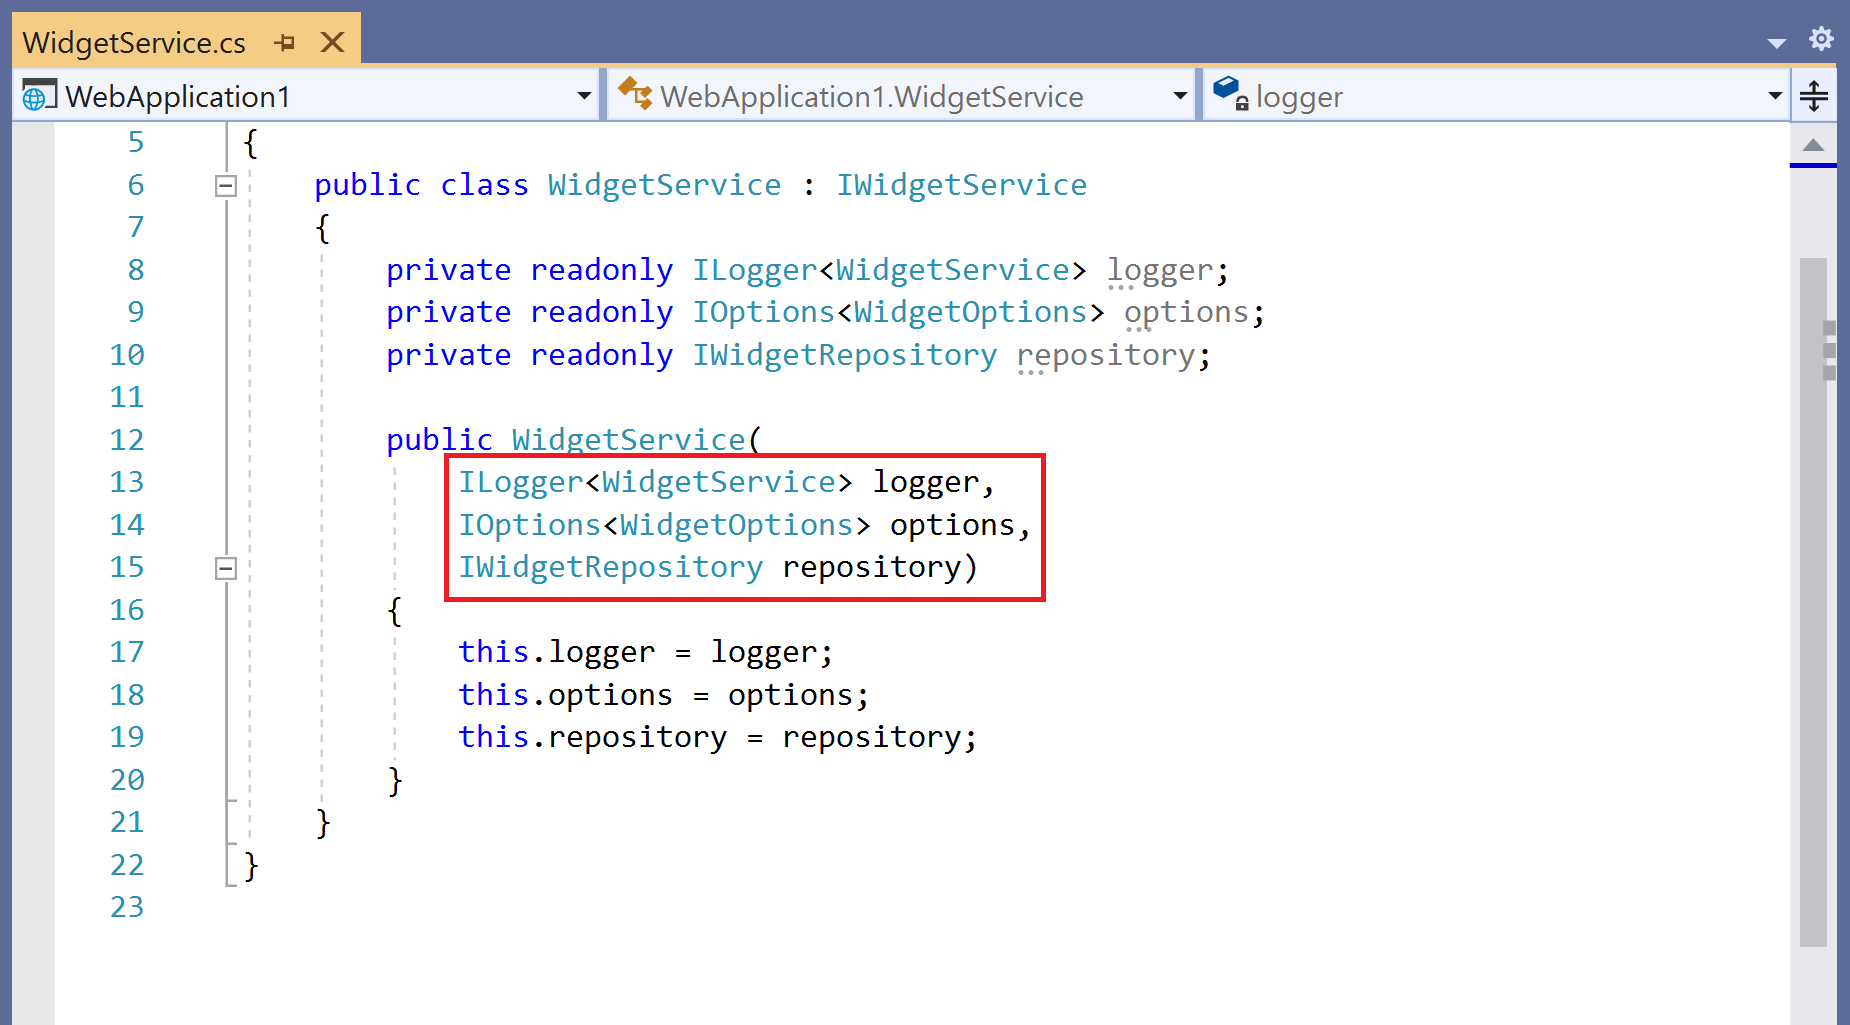 WidgetService.cs
WebApplication1 WebApplication1.WidgetService logger
5 {
6 public class WidgetService : IWidgetService
7 {
8 private readonly ILogger<WidgetService> logger;
9 private readonly IOptions<WidgetOptions> options;
10 private readonly IWidgetRepository repository;
11
12 public WidgetService(
13 ILogger<WidgetService> logger,
14 IOptions<WidgetOptions> options,
15 IWidgetRepository repository)
16 {
17 this.logger = logger;
18 this.options = options;
19 this.repository = repository;
20 }
21 }
22 }
23